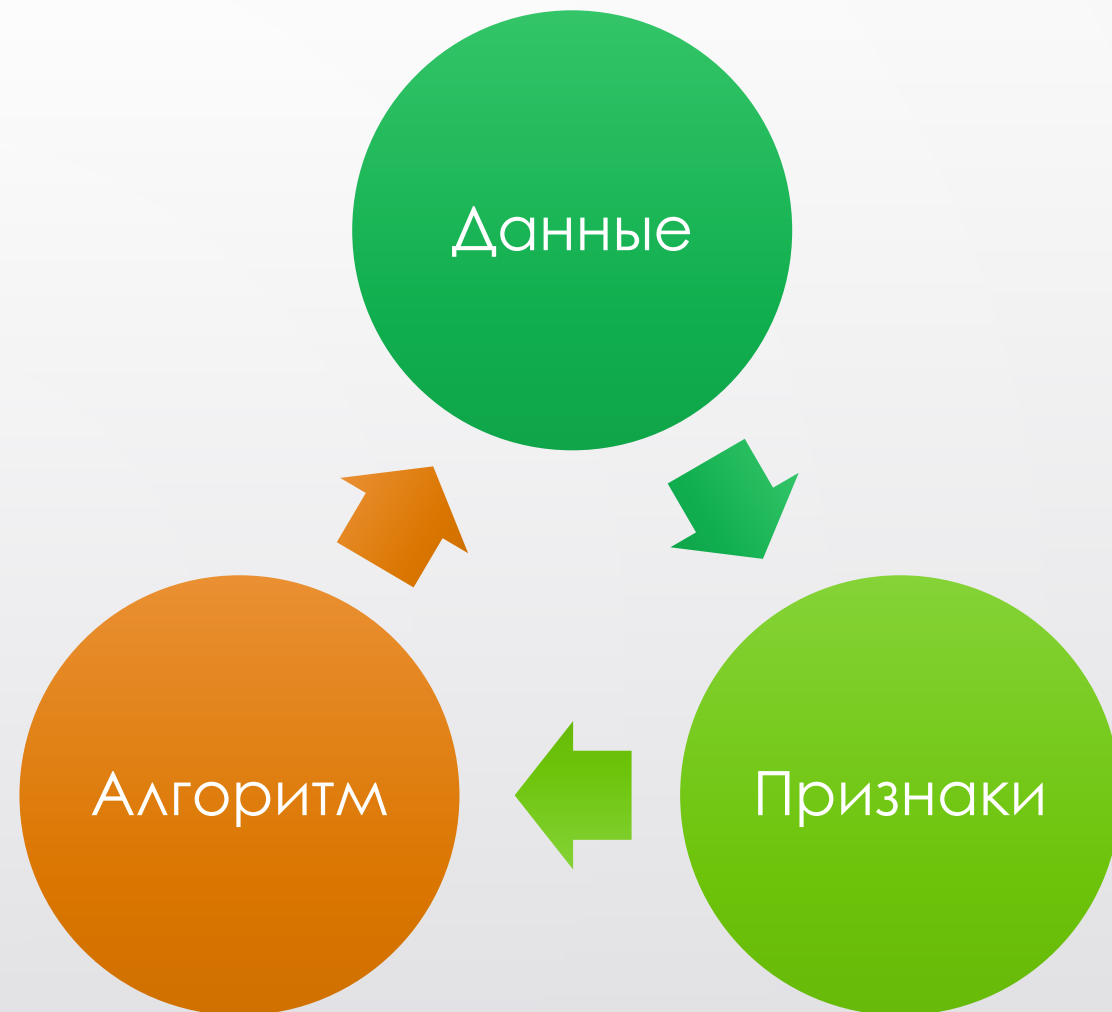 Данные
Алгоритм
Признаки